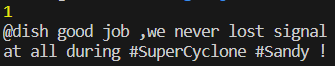 1
@dish good job ,we never lost signal
at all during #SuperCyclone #Sandy !